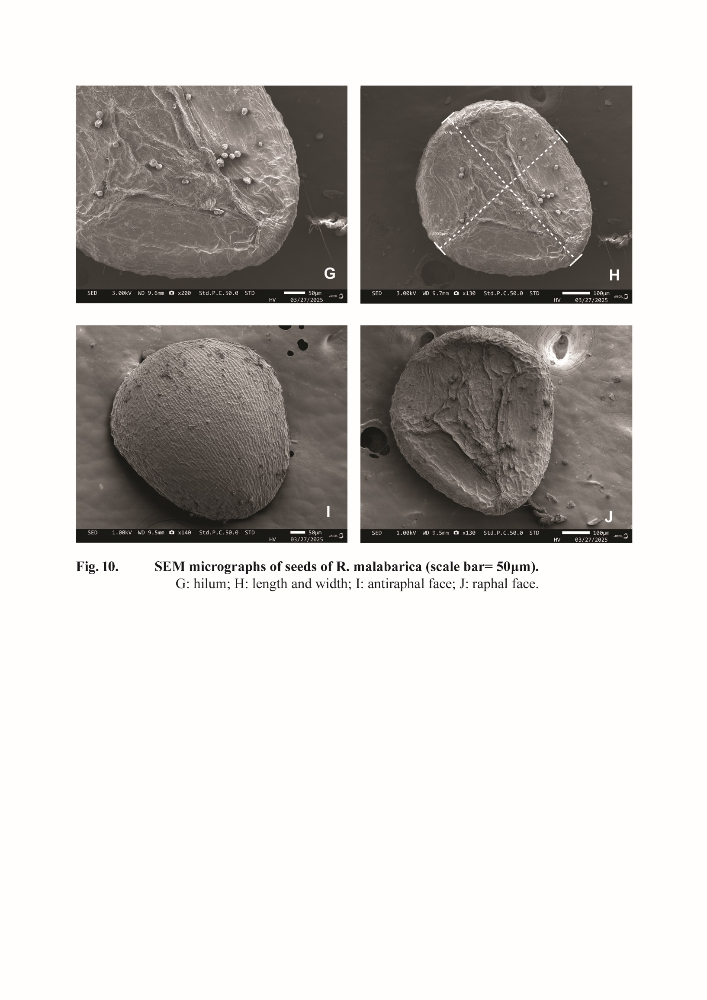 692.9µm
600.2µm
G
SED 3.00kV WD 9.6mm x200 Std.P.C.50.0 STD 50µm JEOL
HV 03/27/2025
H
SED 3.00kV WD 9.7mm x130 Std.P.C.50.0 STD 100µm JEOL
HV 03/27/2025
I
SED 1.00kV WD 9.5mm x140 Std.P.C.50.0 STD 50µm JEOL
HV 03/27/2025
J
SED 1.00kV WD 9.5mm x130 Std.P.C.50.0 STD 100µm JEOL
HV 03/27/2025
Fig. 10. SEM micrographs of seeds of R. malabarica (scale bar= 50µm).
G: hilum; H: length and width; I: antiraphal face; J: raphal face.